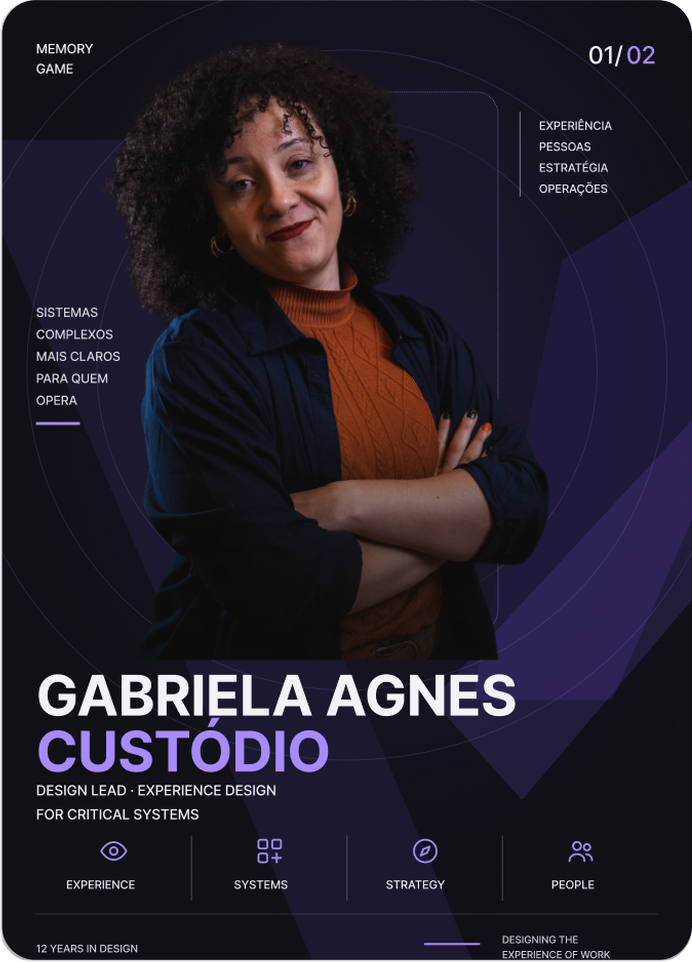 MEMORY
GAME
01/02
EXPERIÊNCIA
PESSOAS
ESTRATÉGIA
OPERAÇÕES
SISTEMAS
COMPLEXOS
MAIS CLAROS
PARA QUEM
OPERA
GABRIELA AGNES
CUSTÓDIO
DESIGN LEAD · EXPERIENCE DESIGN
FOR CRITICAL SYSTEMS
EXPERIENCE
SYSTEMS
STRATEGY
PEOPLE
12 YEARS IN DESIGN
DESIGNING THE
EXPERIENCE OF WORK